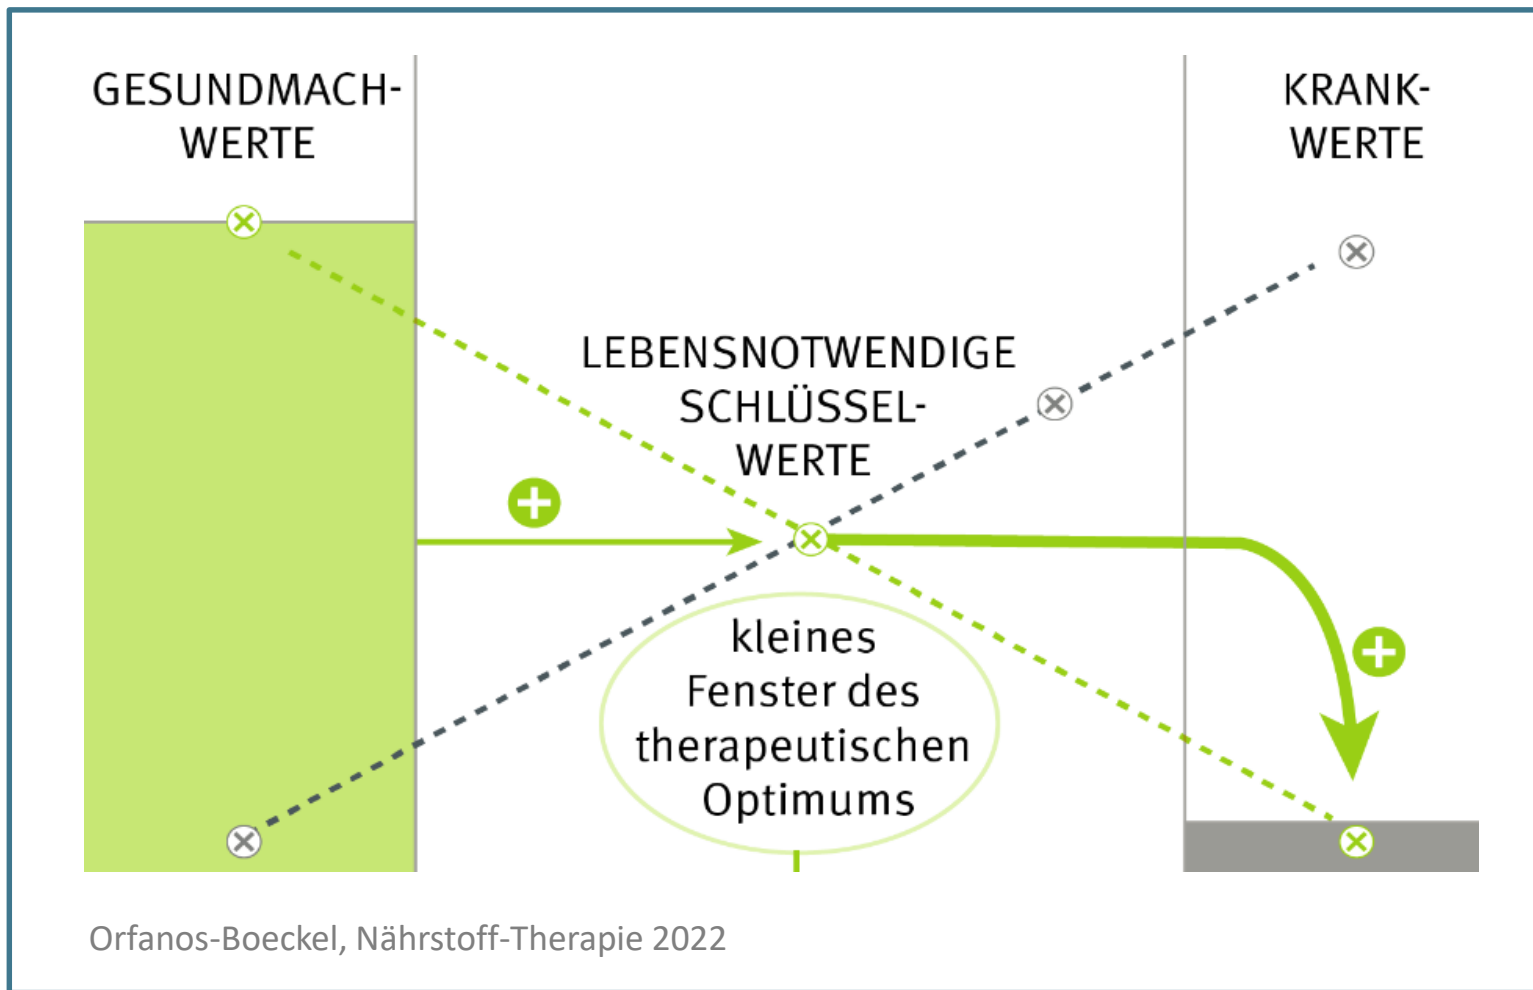 GESUNDMACH-
WERTE
KRANK-
WERTE
LEBENSNOTWENDIGE
SCHLÜSSEL-
WERTE
kleines
Fenster des
therapeutischen
Optimums
Orfanos-Boeckel, Nährstoff-Therapie 2022